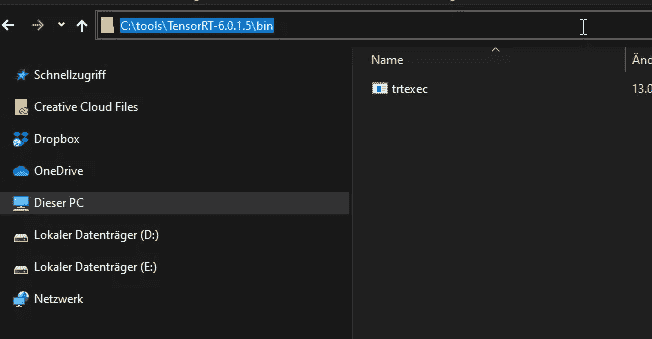 C:\tools\TensorRT-6.0.1.5\bin
Name
Änd
trtexec
13.0
Schnellzugriff
Creative Cloud Files
Dropbox
OneDrive
Dieser PC
Lokaler Datenträger (D:)
Lokaler Datenträger (E:)
Netzwerk